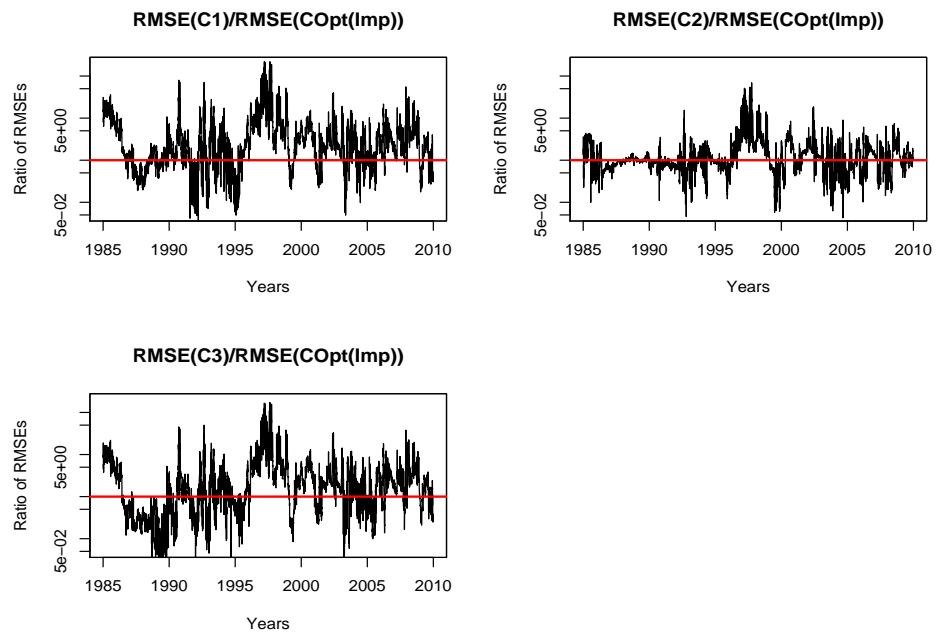 RMSE(C1)/RMSE(COpt(Imp))
Ratio of RMSEs
5e+00
5e−02
1985 1990 1995 2000 2005 2010
Years
RMSE(C2)/RMSE(COpt(Imp))
Ratio of RMSEs
5e+00
5e−02
1985 1990 1995 2000 2005 2010
Years
RMSE(C3)/RMSE(COpt(Imp))
Ratio of RMSEs
5e+00
5e−02
1985 1990 1995 2000 2005 2010
Years